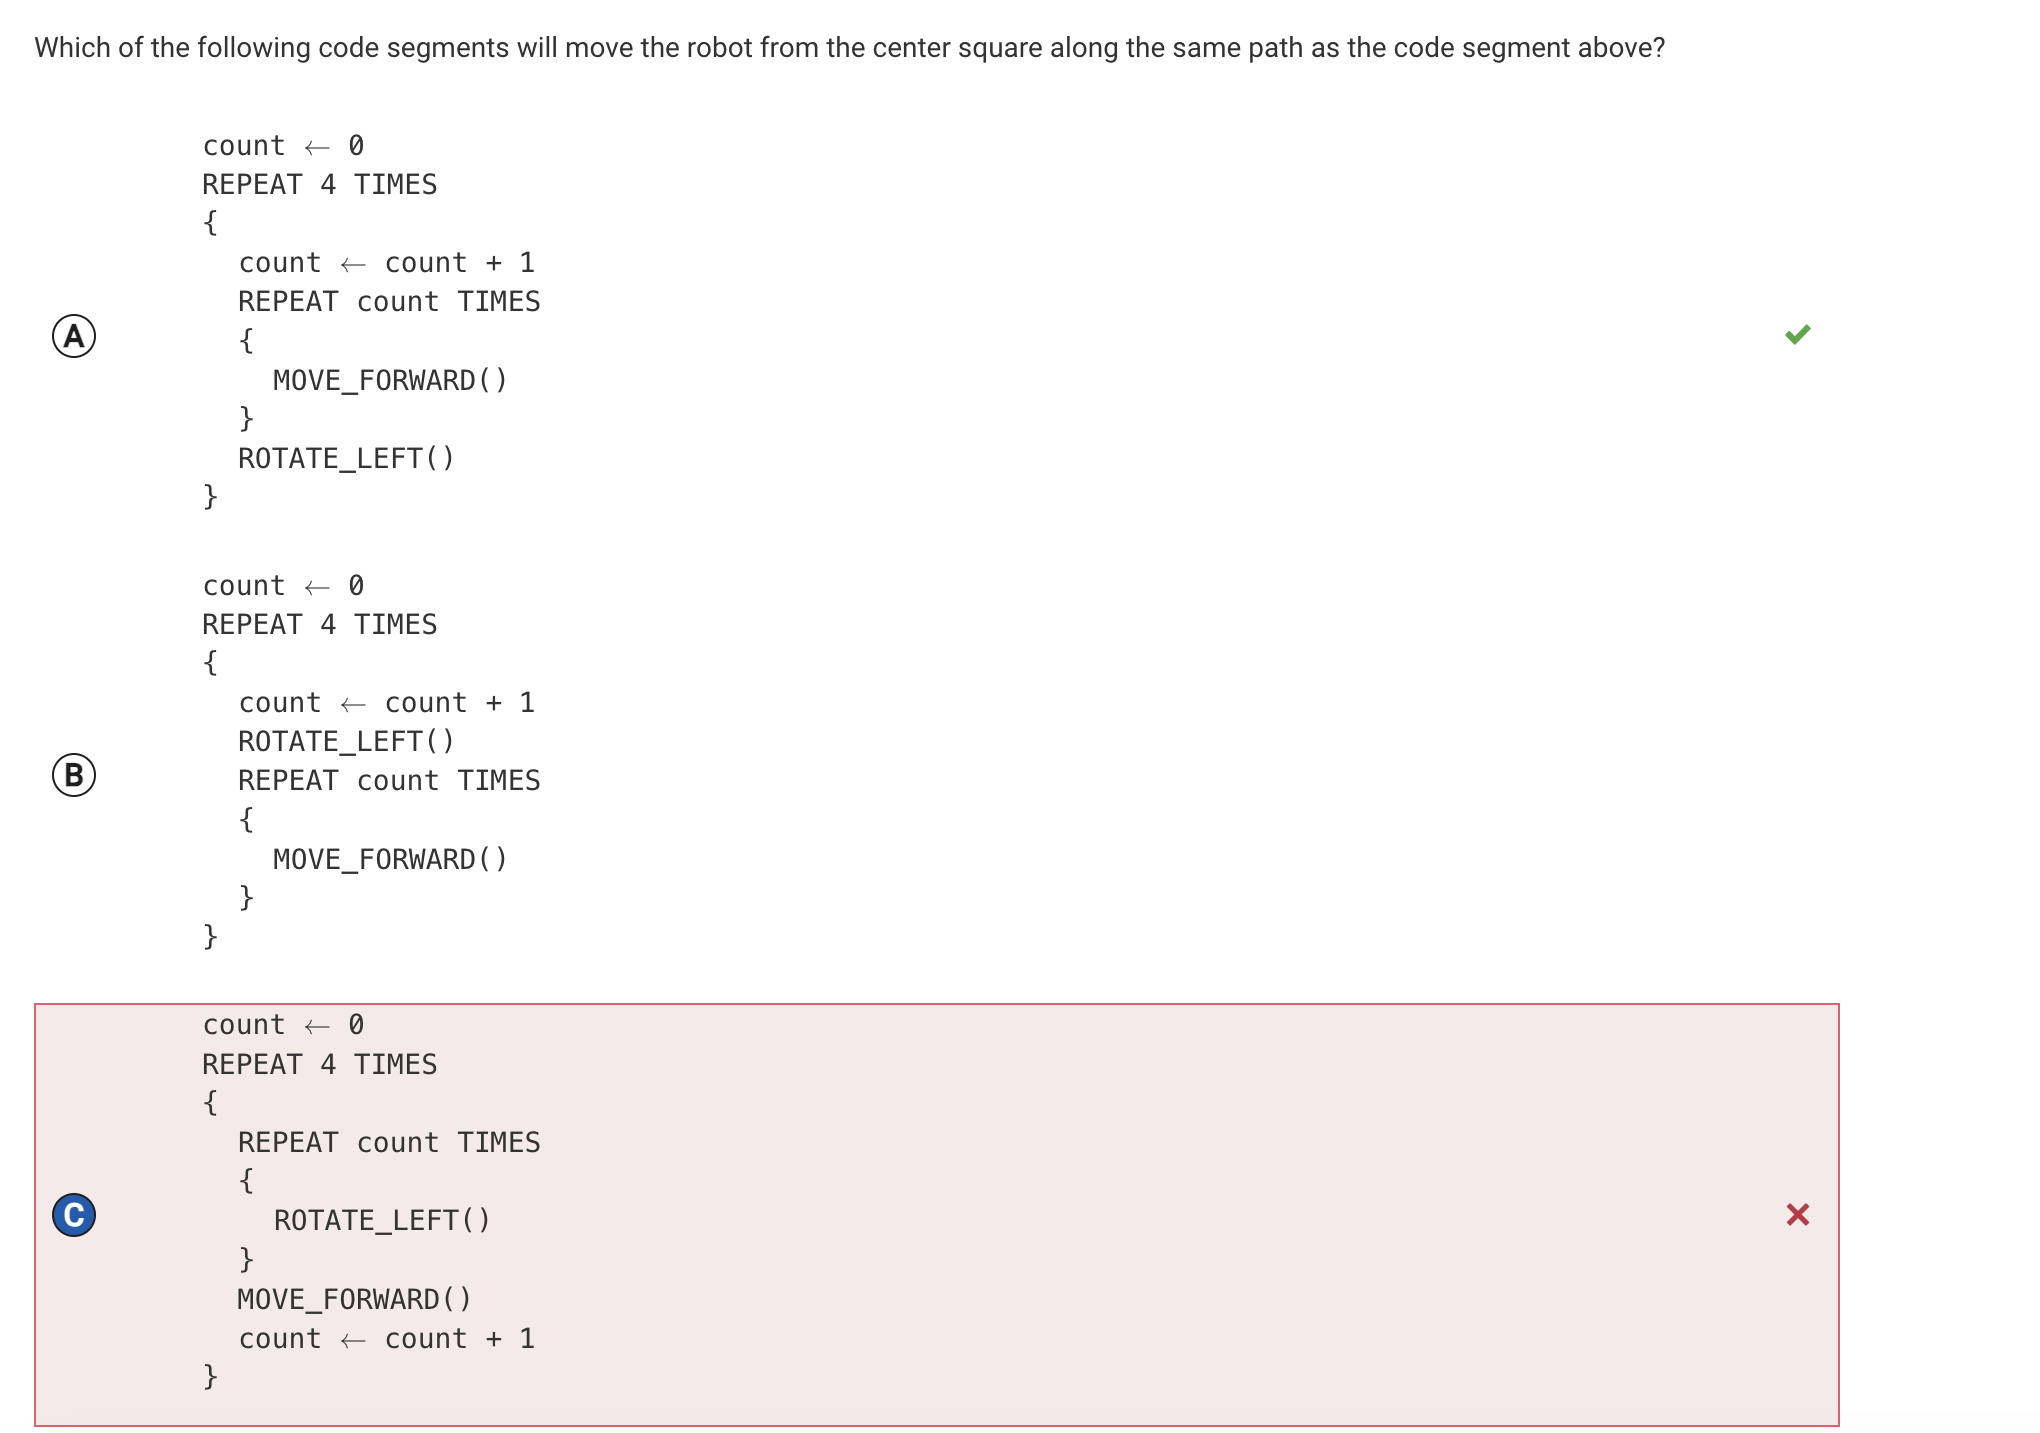 Which of the following code segments will move the robot from the center square along the same path as the code segment above?
A
count ← 0
REPEAT 4 TIMES
{
count ← count + 1
REPEAT count TIMES
{
MOVE_FORWARD()
}
ROTATE_LEFT()
}
B
count ← 0
REPEAT 4 TIMES
{
count ← count + 1
ROTATE_LEFT()
REPEAT count TIMES
{
MOVE_FORWARD()
}
}
C
count ← 0
REPEAT 4 TIMES
{
REPEAT count TIMES
{
ROTATE_LEFT()
}
MOVE_FORWARD()
count ← count + 1
}